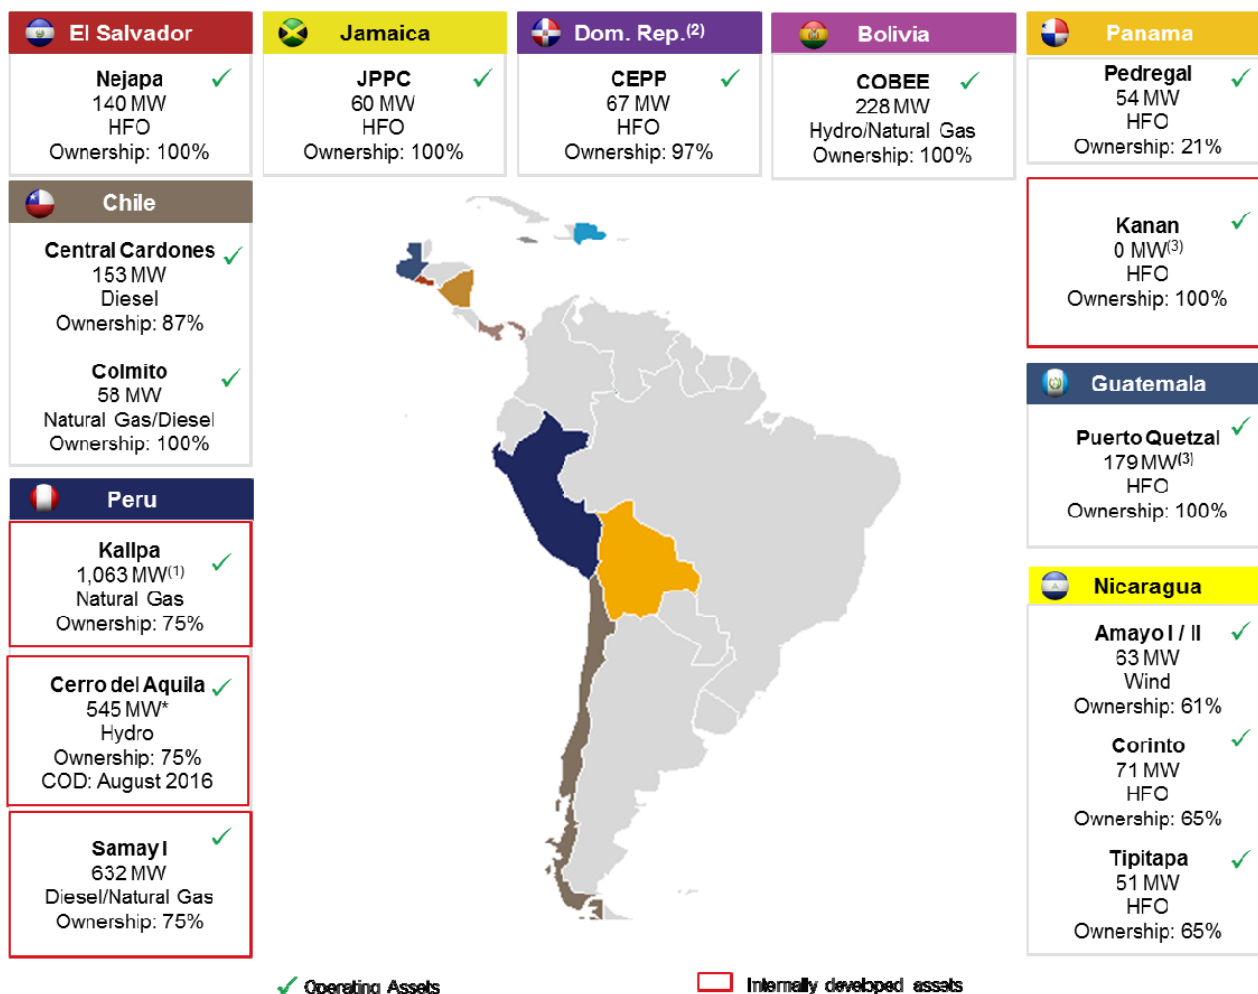 El Salvador
Nejapa
140 MW
HFO
Ownership: 100%
Jamaica
JPPC
60 MW
HFO
Ownership: 100%
Dom. Rep.(2)
CEPP
67 MW
HFO
Ownership: 97%
Bolivia
COBEE
228 MW
Hydro/Natural Gas
Ownership: 100%
Panama
Pedregal
54 MW
HFO
Ownership: 21%
Kanan
0 MW(3)
HFO
Ownership: 100%
Chile
Central Cardones
153 MW
Diesel
Ownership: 87%
Colmito
58 MW
Natural Gas/Diesel
Ownership: 100%
Guatemala
Puerto Quetzal
179 MW(3)
HFO
Ownership: 100%
Peru
Kallpa
1,063 MW(1)
Natural Gas
Ownership: 75%
Cerro del Aquila
545 MW*
Hydro
Ownership: 75%
COD: August 2016
Samay I
632 MW
Diesel/Natural Gas
Ownership: 75%
Nicaragua
Amayo I / II
63 MW
Wind
Ownership: 61%
Corinto
71 MW
HFO
Ownership: 65%
Tipitapa
51 MW
HFO
Ownership: 65%
Operating Assets
Internally developed assets